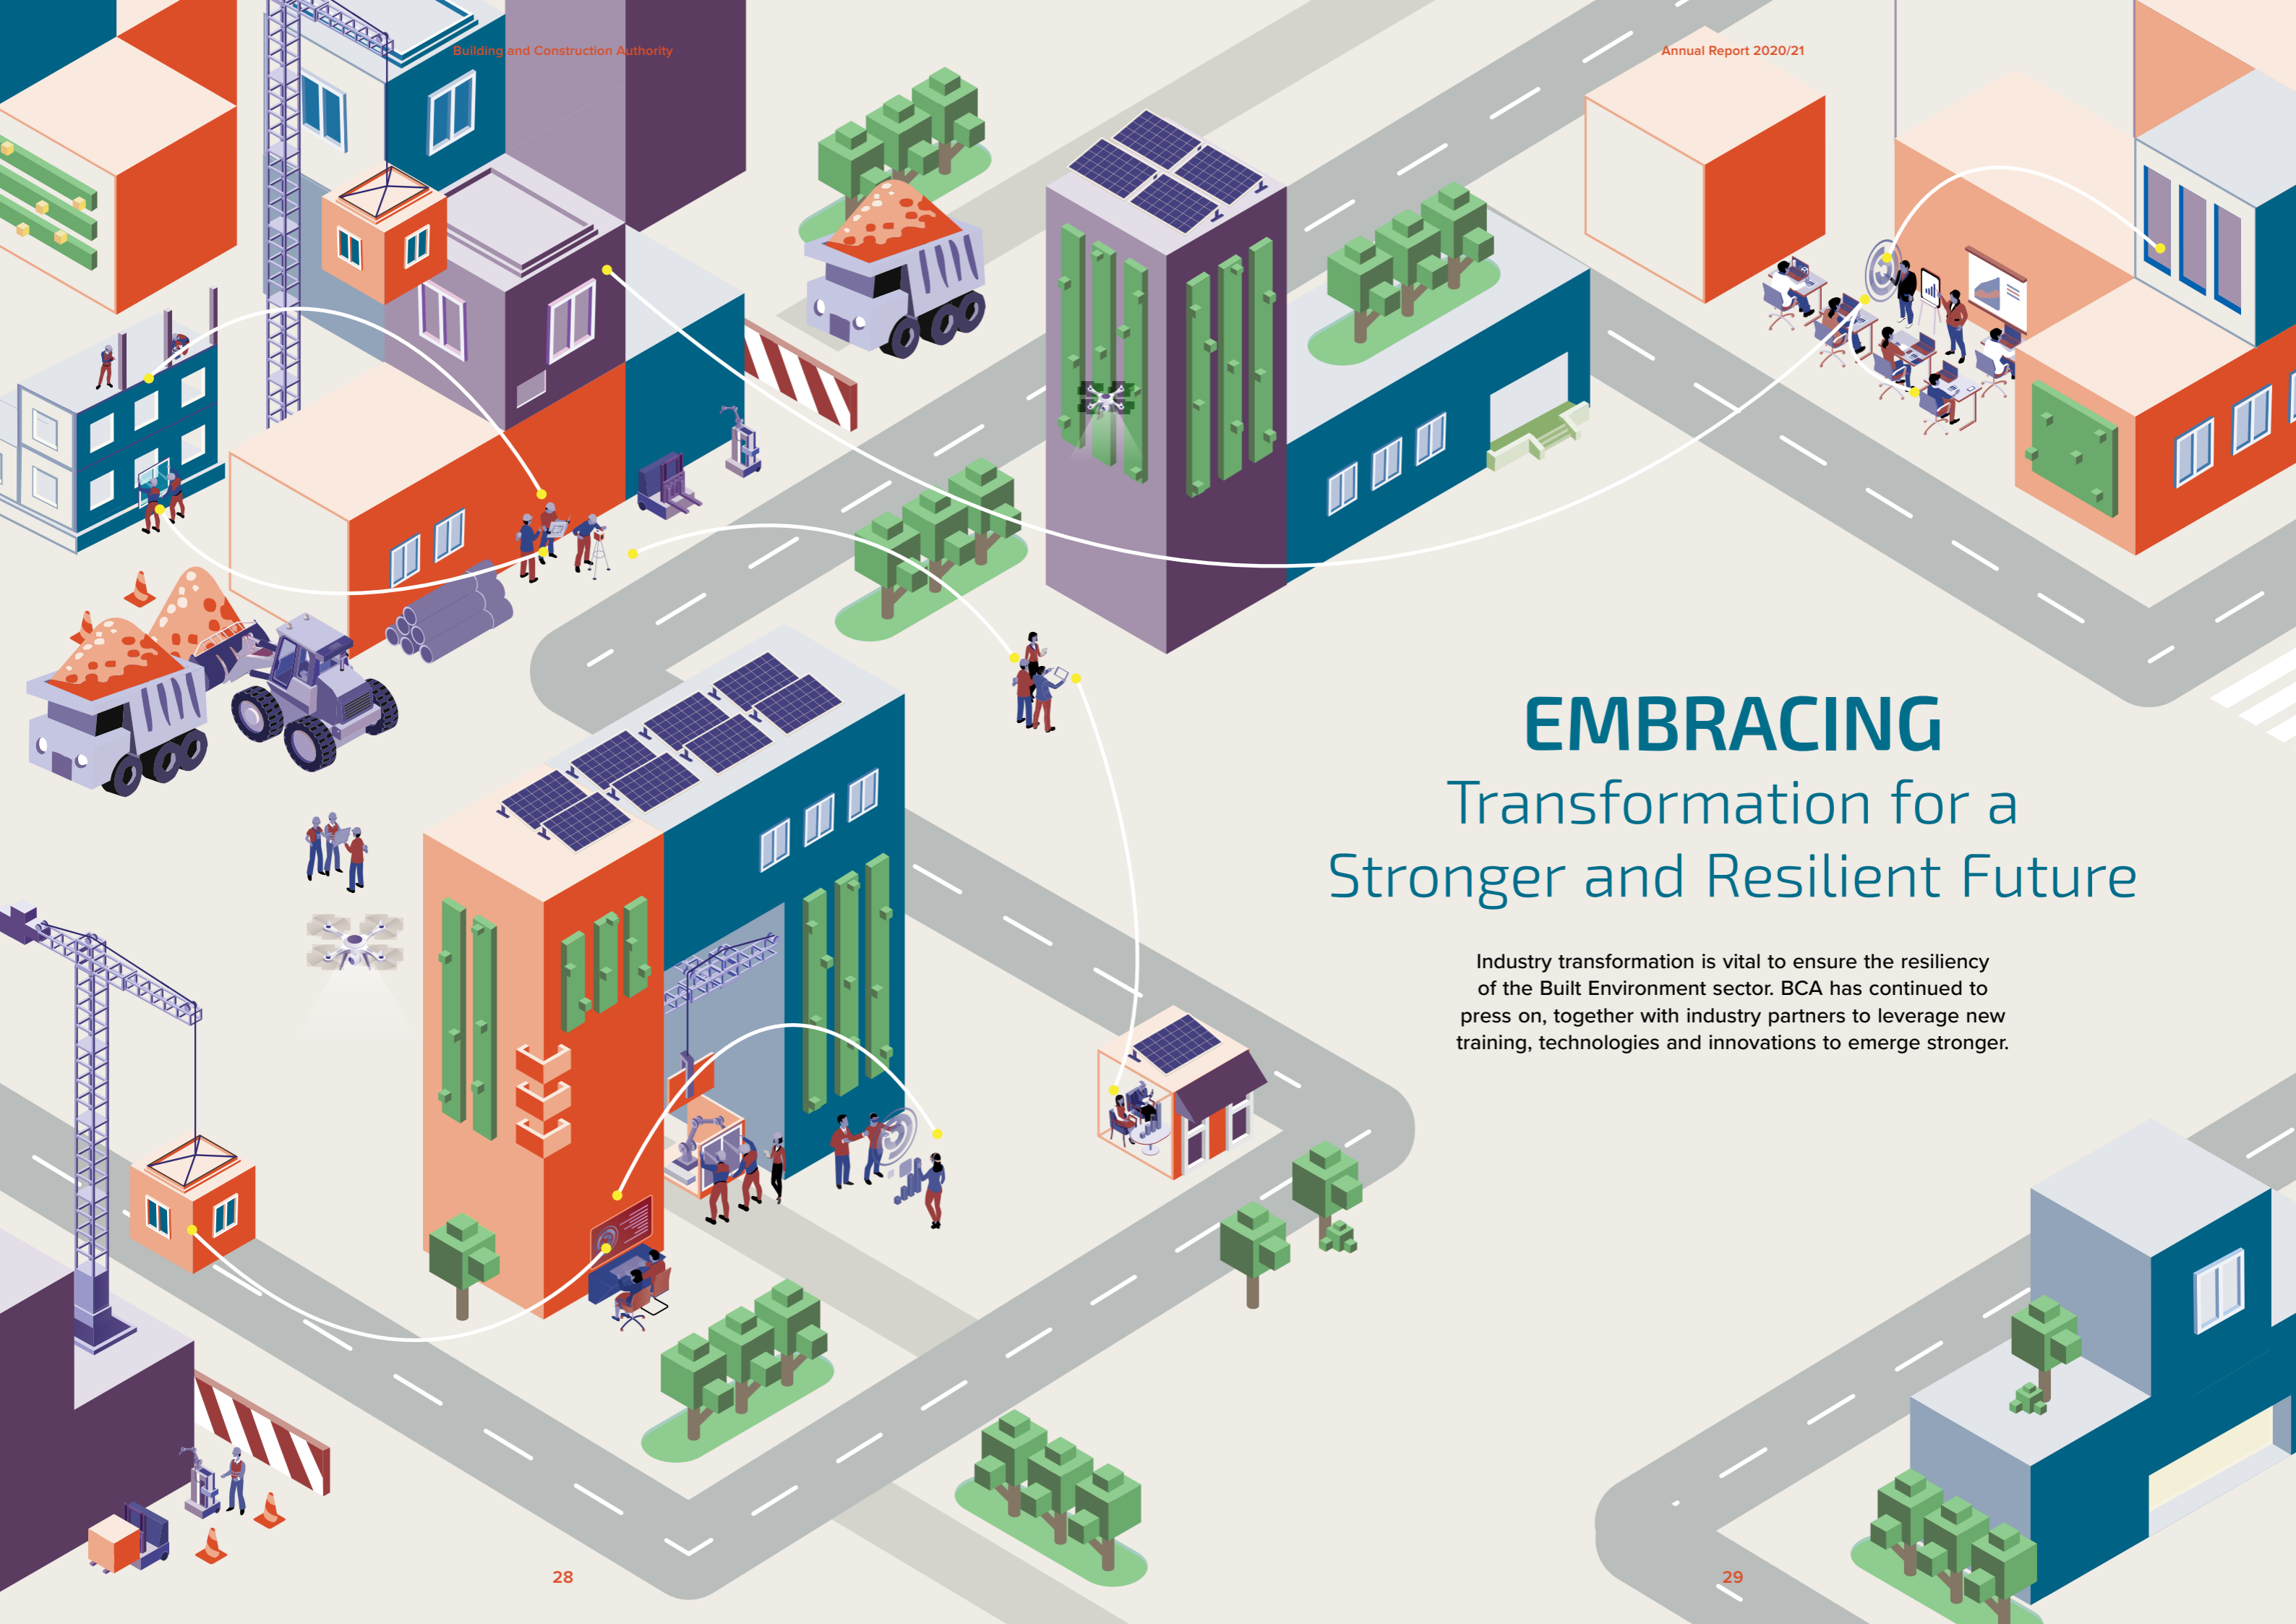 Building and Construction Authority
Annual Report 2020/21
EMBRACING
Transformation for a
Stronger and Resilient Future
Industry transformation is vital to ensure the resiliency
of the Built Environment sector. BCA has continued to
press on, together with industry partners to leverage new
training, technologies and innovations to emerge stronger.
28
29